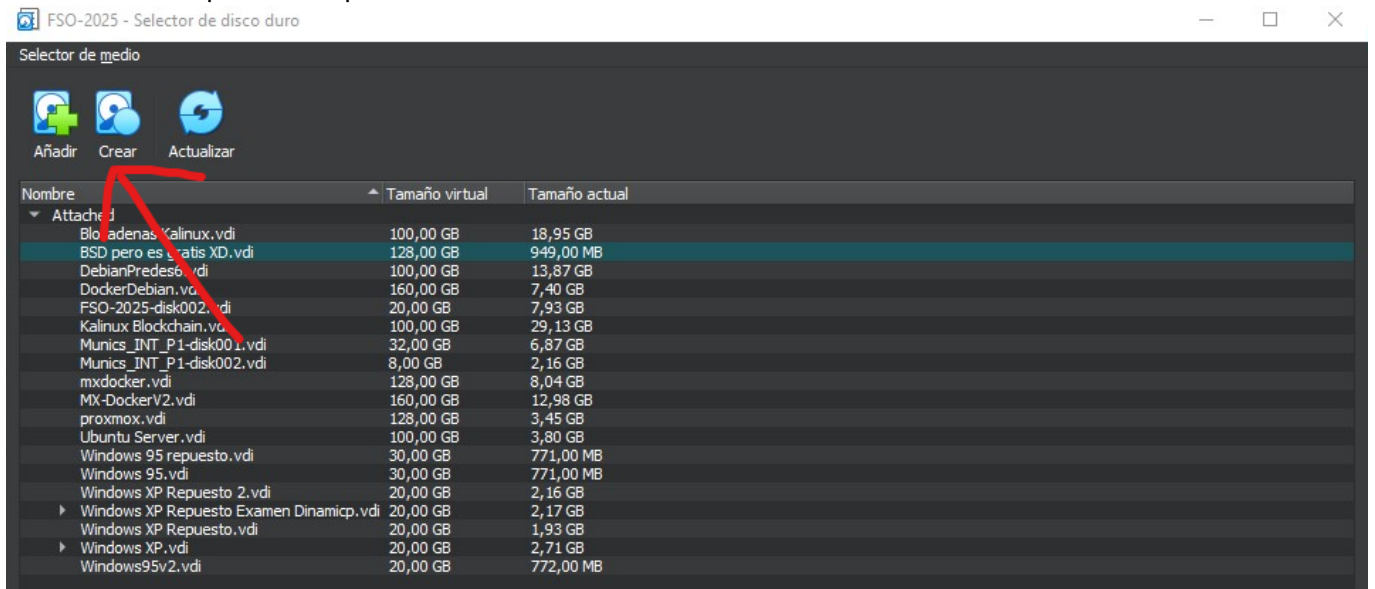 FSO-2025 - Selector de disco duro
Selector de medio
Añadir Crear Actualizar
Nombre Tamaño virtual Tamaño actual
Attached
Kalinux.vdi 100,00 GB 18,95 GB
BSD pero es gratis XD.vdi 128,00 GB 949,00 MB
DebianPredes6.vdi 100,00 GB 13,87 GB
DockerDebian.vdi 160,00 GB 7,40 GB
FSO-2025-disk002.vdi 20,00 GB 7,93 GB
Kalinux Blockchain.vdi 100,00 GB 29,13 GB
Munics_INT_P1-disk001.vdi 32,00 GB 6,87 GB
Munics_INT_P1-disk002.vdi 8,00 GB 2,16 GB
mxdocker.vdi 128,00 GB 8,04 GB
MX-DockerV2.vdi 160,00 GB 12,98 GB
proxmox.vdi 128,00 GB 3,45 GB
Ubuntu Server.vdi 100,00 GB 3,80 GB
Windows 95 repuesto.vdi 30,00 GB 771,00 MB
Windows 95.vdi 30,00 GB 771,00 MB
Windows XP Repuesto 2.vdi 20,00 GB 2,16 GB
Windows XP Repuesto Examen Dinamicp.vdi 20,00 GB 2,17 GB
Windows XP Repuesto.vdi 20,00 GB 1,93 GB
Windows XP.vdi 20,00 GB 2,71 GB
Windows95v2.vdi 20,00 GB 772,00 MB